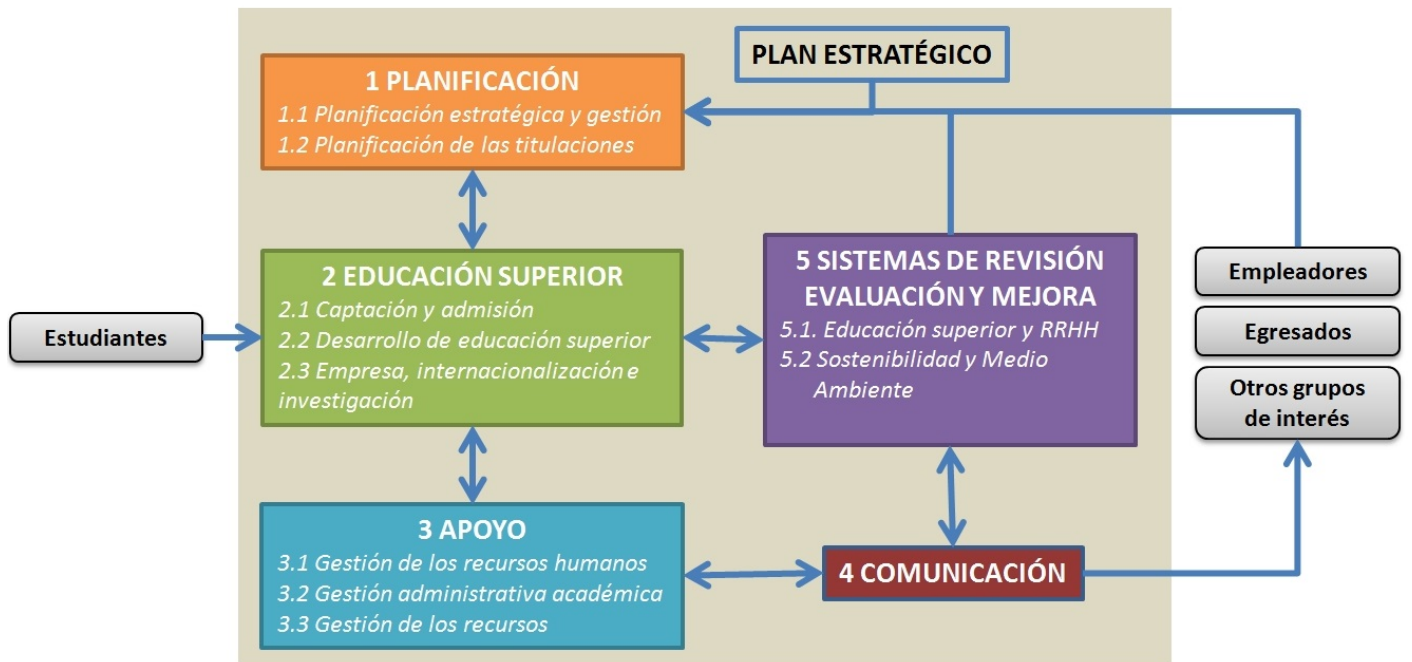 PLAN ESTRATÉGICO
1 PLANIFICACIÓN
1.1 Planificación estratégica y gestión
1.2 Planificación de las titulaciones
2 EDUCACIÓN SUPERIOR
2.1 Captación y admisión
2.2 Desarrollo de educación superior
2.3 Empresa, internacionalización e
investigación
5 SISTEMAS DE REVISIÓN
EVALUACIÓN Y MEJORA
5.1. Educación superior y RRHH
5.2 Sostenibilidad y Medio
Ambiente
Estudiantes
Empleadores
Egresados
Otros grupos
de interés
3 APOYO
3.1 Gestión de los recursos humanos
3.2 Gestión administrativa académica
3.3 Gestión de los recursos
4 COMUNICACIÓN